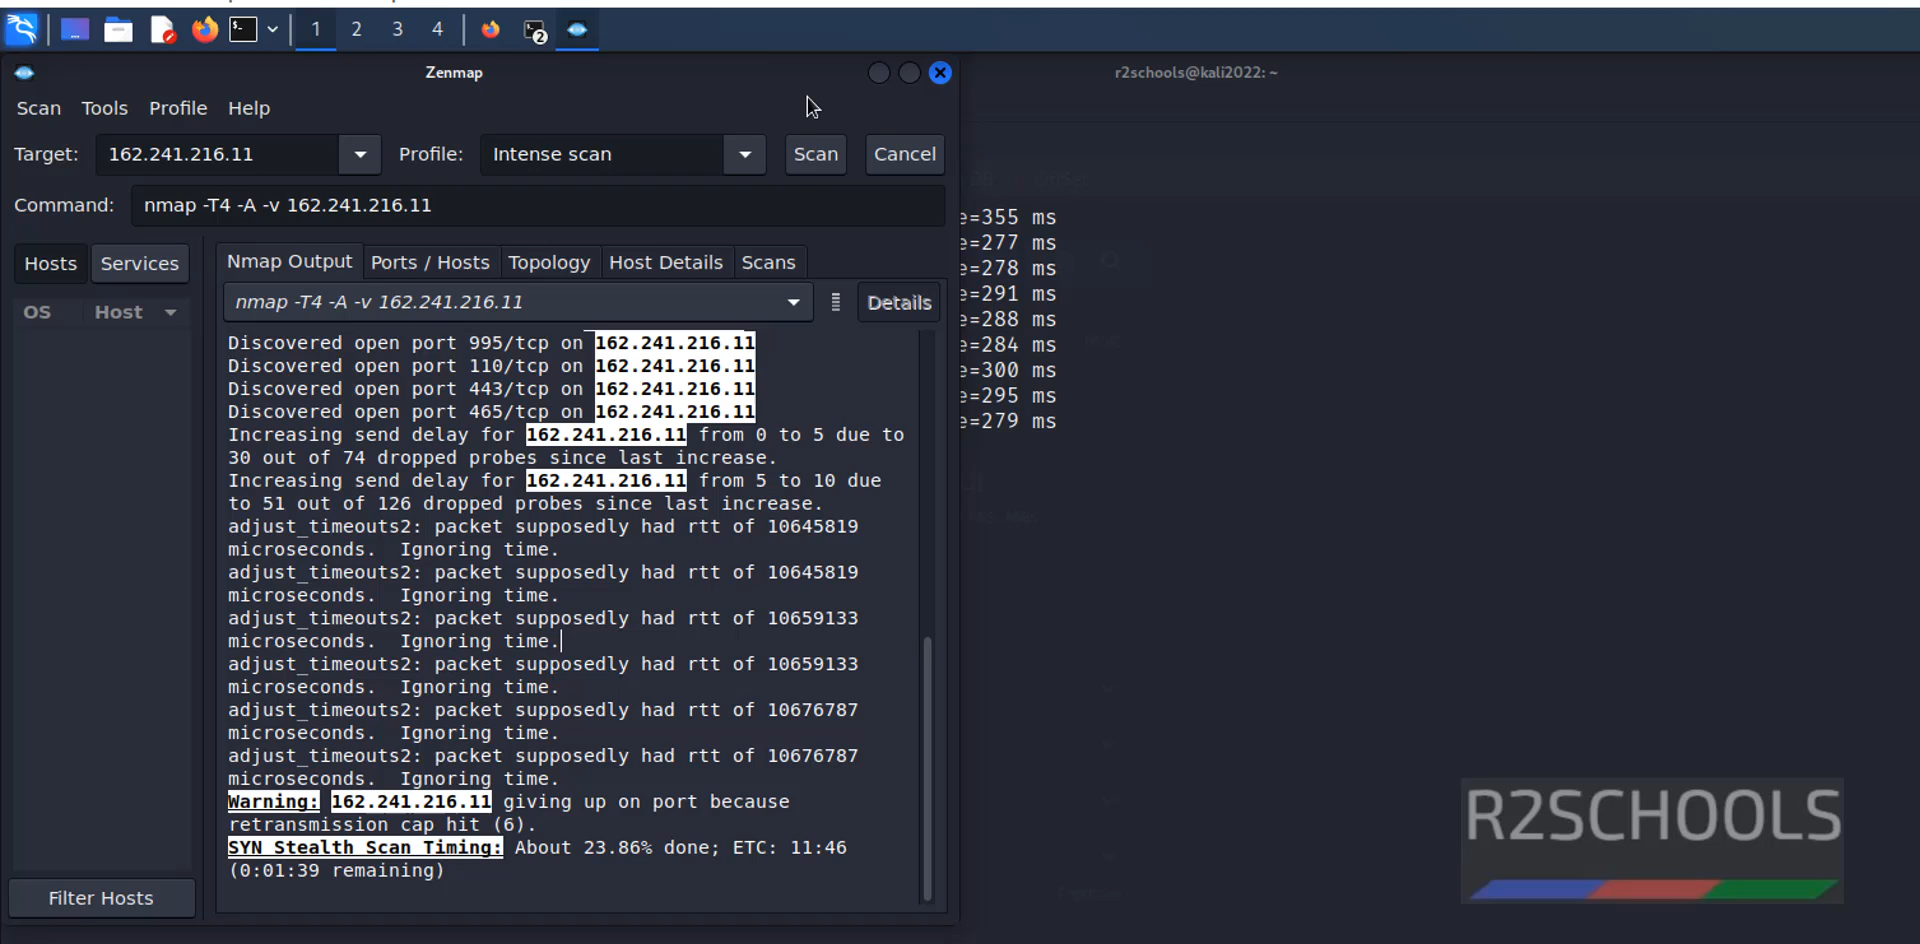 2
1
2
3
4
Zenmap
r2schools@kali2022: ~
Scan Tools Profile Help
Target: 162.241.216.11 Profile: Intense scan Scan Cancel
Command: nmap -T4 -A -v 162.241.216.11
Hosts Services Nmap Output Ports / Hosts Topology Host Details Scans
OS Host
nmap -T4 -A -v 162.241.216.11 Details
Discovered open port 995/tcp on 162.241.216.11
Discovered open port 110/tcp on 162.241.216.11
Discovered open port 443/tcp on 162.241.216.11
Discovered open port 465/tcp on 162.241.216.11
Increasing send delay for 162.241.216.11 from 0 to 5 due to
30 out of 74 dropped probes since last increase.
Increasing send delay for 162.241.216.11 from 5 to 10 due
to 51 out of 126 dropped probes since last increase.
adjust_timeouts2: packet supposedly had rtt of 10645819
microseconds.  Ignoring time.
adjust_timeouts2: packet supposedly had rtt of 10645819
microseconds.  Ignoring time.
adjust_timeouts2: packet supposedly had rtt of 10659133
microseconds.  Ignoring time.
adjust_timeouts2: packet supposedly had rtt of 10659133
microseconds.  Ignoring time.
adjust_timeouts2: packet supposedly had rtt of 10676787
microseconds.  Ignoring time.
adjust_timeouts2: packet supposedly had rtt of 10676787
microseconds.  Ignoring time.
Warning: 162.241.216.11 giving up on port because
retransmission cap hit (6).
SYN Stealth Scan Timing: About 23.86% done; ETC: 11:46
(0:01:39 remaining)
Filter Hosts
e=355 ms
e=277 ms
e=278 ms
e=291 ms
e=288 ms
e=284 ms
e=300 ms
e=295 ms
e=279 ms
R2SCHOOLS